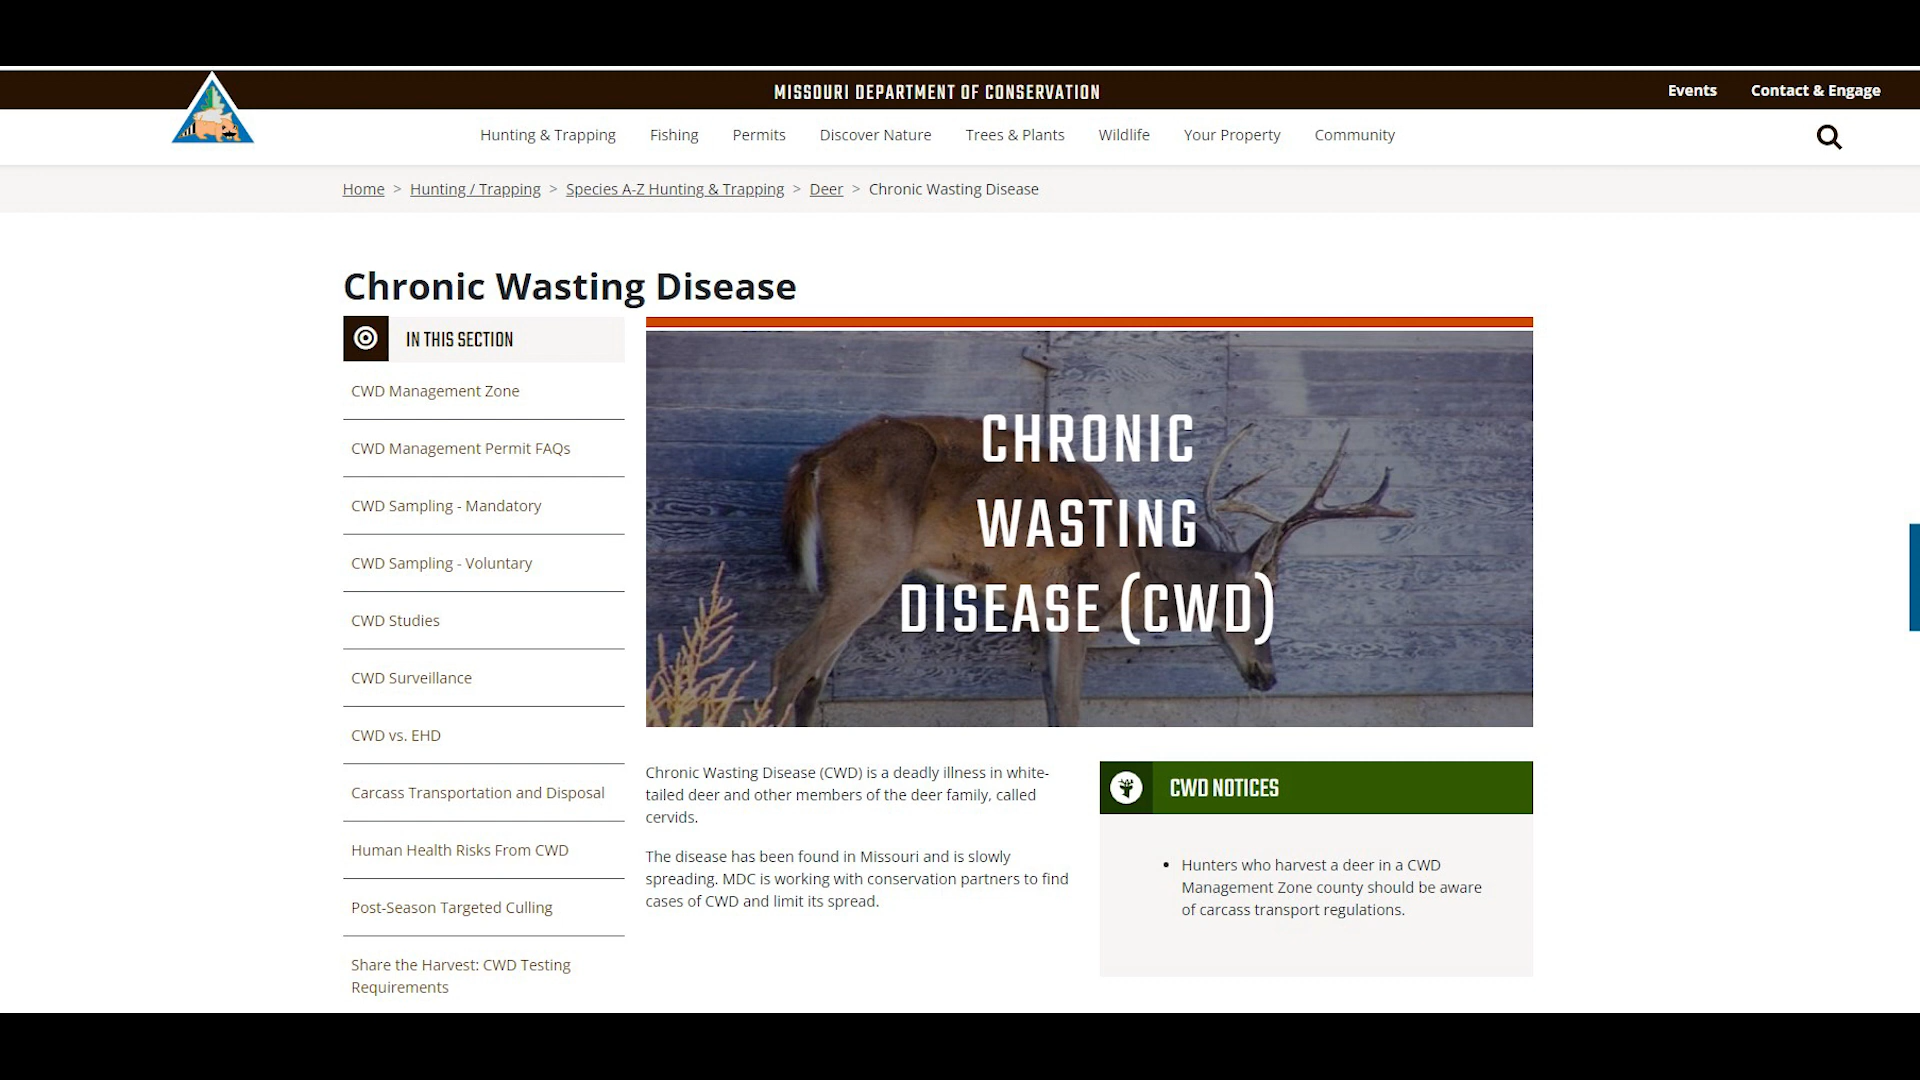 MISSOURI DEPARTMENT OF CONSERVATION
Events
Contact & Engage
Hunting & Trapping
Fishing
Permits
Discover Nature
Trees & Plants
Wildlife
Your Property
Community
Home > Hunting / Trapping > Species A-Z Hunting & Trapping > Deer > Chronic Wasting Disease
Chronic Wasting Disease
IN THIS SECTION
CWD Management Zone
CWD Management Permit FAQs
CWD Sampling - Mandatory
CWD Sampling - Voluntary
CWD Studies
CWD Surveillance
CWD vs. EHD
Carcass Transportation and Disposal
Human Health Risks From CWD
Post-Season Targeted Culling
Share the Harvest: CWD Testing
Requirements
CHRONIC
WASTING
DISEASE (CWD)
Chronic Wasting Disease (CWD) is a deadly illness in white-
tailed deer and other members of the deer family, called
cervids.
The disease has been found in Missouri and is slowly
spreading. MDC is working with conservation partners to find
cases of CWD and limit its spread.
CWD NOTICES
• Hunters who harvest a deer in a CWD
Management Zone county should be aware
of carcass transport regulations.